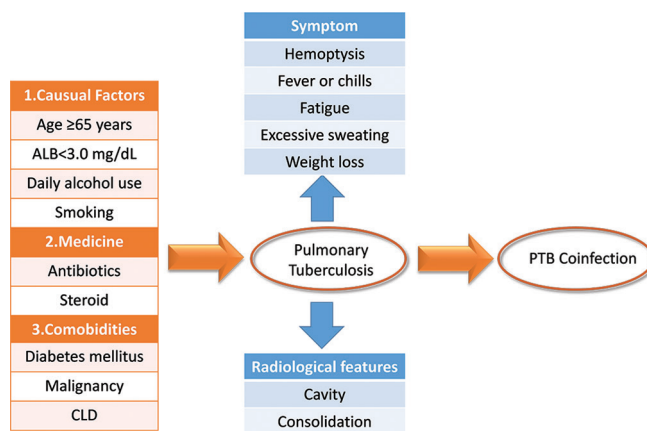 Symptom
Hemoptysis
Fever or chills
Fatigue
Excessive sweating
Weight loss
1.Causual Factors
Age ≥65 years
ALB<3.0 mg/dL
Daily alcohol use
Smoking
2.Medicine
Antibiotics
Steroid
3.Comobidities
Diabetes mellitus
Malignancy
CLD
Pulmonary
Tuberculosis
PTB Coinfection
Radiological features
Cavity
Consolidation